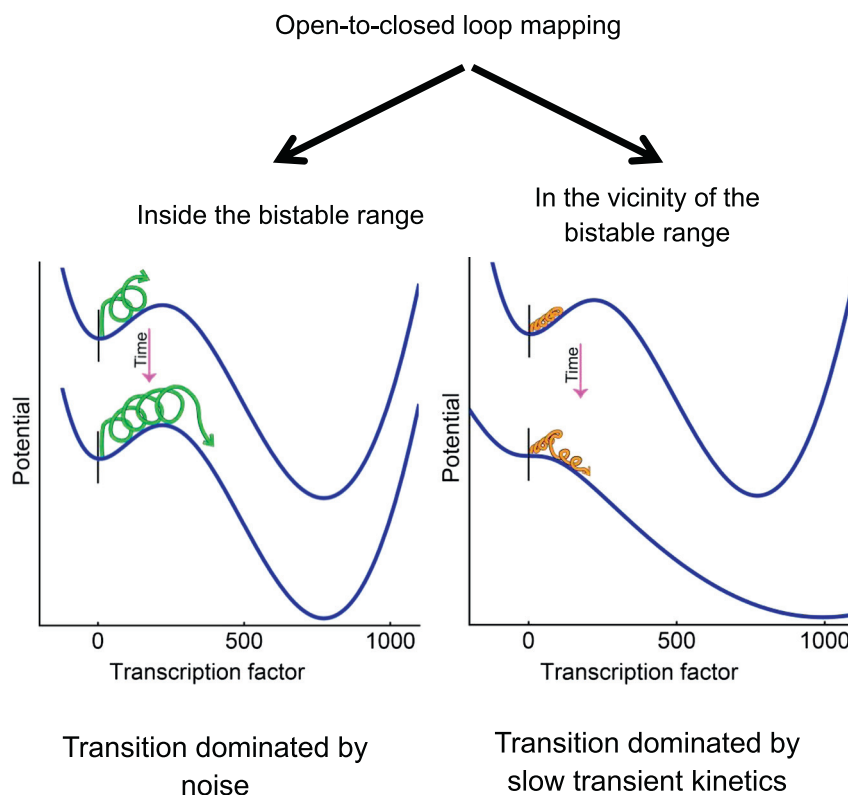 Open-to-closed loop mapping
Inside the bistable range
In the vicinity of the
bistable range
Potential
Time
0
500
1000
Transcription factor
Potential
Time
0
500
1000
Transcription factor
Transition dominated by
noise
Transition dominated by
slow transient kinetics